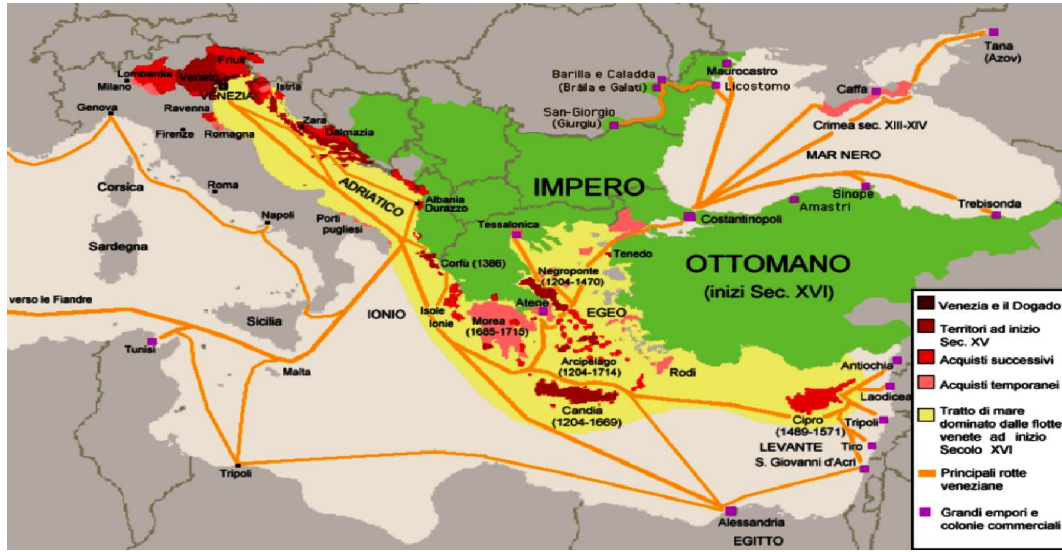 Tana
(Azov)
Friuli
Lombardia
Veneto
Milano
VENEZIA
Istria
Genova
Ravenna
Firenze
Romagna
Zara
Dalmazia
Barilla e Caladda
(Brăila e Galati)
San-Giorgio
(Giurgiu)
Maurocastro
Licostomo
Caffa
Crimea sec. XIII-XIV
MAR NERO
Corsica
Roma
ADRIATICO
Albania
Durazzo
IMPERO
Sinope
Amastri
Trebisonda
Costantinopoli
Sardegna
Napoli
Porti
pugliesi
Tessalonica
Corfù (1386)
Tenedo
Negroponte
(1204-1470)
OTTOMANO
(inizi Sec. XVI)
verso le Fiandre
Sicilia
IONIO
Isole
Ionie
Atene
EGEO
Morea
(1685-1715)
Tunisi
Malta
Arcipelago
(1204-1714)
Rodi
Candia
(1204-1669)
Antiochia
Laodicea
Cipro
(1489-1571)
Tripoli
LEVANTE
Tiro
S. Giovanni d'Acri
Tripoli
Alessandria
EGITTO
Venezia e il Dogado
Territori ad inizio
Sec. XV
Acquisti successivi
Acquisti temporanei
Tratto di mare
dominato dalle flotte
venete ad inizio
Secolo XVI
Principali rotte
veneziane
Grandi empori e
colonie commerciali